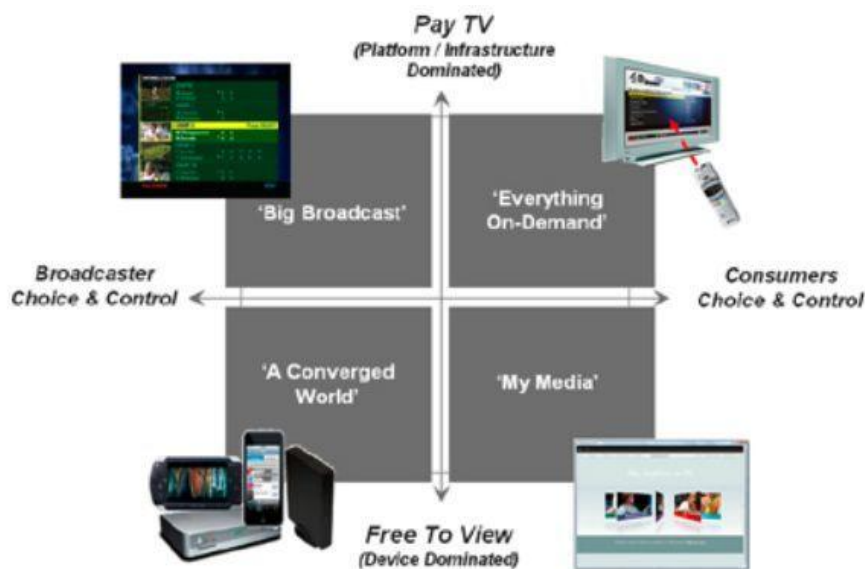 Pay TV
(Platform / Infrastructure
Dominated)
'Big Broadcast'
'Everything
On-Demand'
Broadcaster
Choice & Control
Consumers
Choice & Control
'A Converged
World'
'My Media'
Free To View
(Device Dominated)